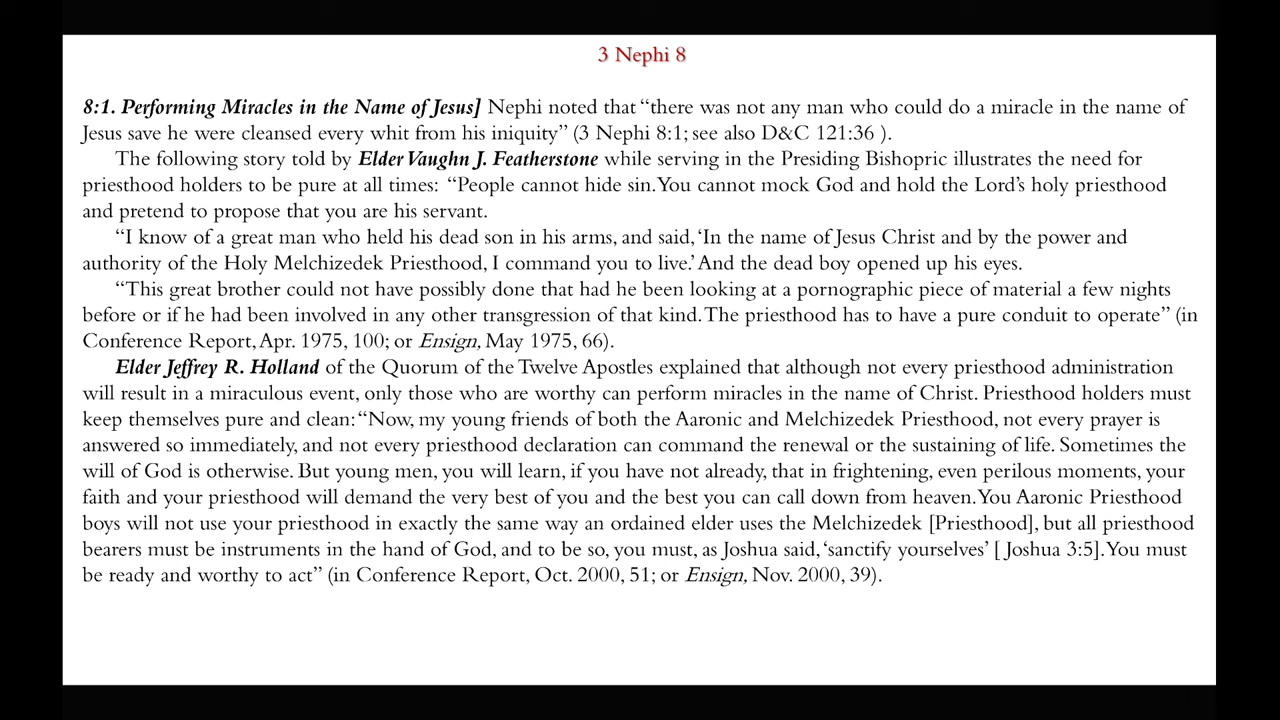 3 Nephi 8
8:1. Performing Miracles in the Name of Jesus] Nephi noted that “there was not any man who could do a miracle in the name of
Jesus save he were cleansed every whit from his iniquity” (3 Nephi 8:1; see also D&C 121:36 ).
The following story told by Elder Vaughn J. Featherstone while serving in the Presiding Bishopric illustrates the need for
priesthood holders to be pure at all times: “People cannot hide sin. You cannot mock God and hold the Lord’s holy priesthood
and pretend to propose that you are his servant.
“I know of a great man who held his dead son in his arms, and said, ‘In the name of Jesus Christ and by the power and
authority of the Holy Melchizedek Priesthood, I command you to live.’ And the dead boy opened up his eyes.
“This great brother could not have possibly done that had he been looking at a pornographic piece of material a few nights
before or if he had been involved in any other transgression of that kind. The priesthood has to have a pure conduit to operate” (in
Conference Report, Apr. 1975, 100; or Ensign, May 1975, 66).
Elder Jeffrey R. Holland of the Quorum of the Twelve Apostles explained that although not every priesthood administration
will result in a miraculous event, only those who are worthy can perform miracles in the name of Christ. Priesthood holders must
keep themselves pure and clean: “Now, my young friends of both the Aaronic and Melchizedek Priesthood, not every prayer is
answered so immediately, and not every priesthood declaration can command the renewal or the sustaining of life. Sometimes the
will of God is otherwise. But young men, you will learn, if you have not already, that in frightening, even perilous moments, your
faith and your priesthood will demand the very best of you and the best you can call down from heaven. You Aaronic Priesthood
boys will not use your priesthood in exactly the same way an ordained elder uses the Melchizedek [Priesthood], but all priesthood
bearers must be instruments in the hand of God, and to be so, you must, as Joshua said, ‘sanctify yourselves’ [ Joshua 3:5]. You must
be ready and worthy to act” (in Conference Report, Oct. 2000, 51; or Ensign, Nov. 2000, 39).